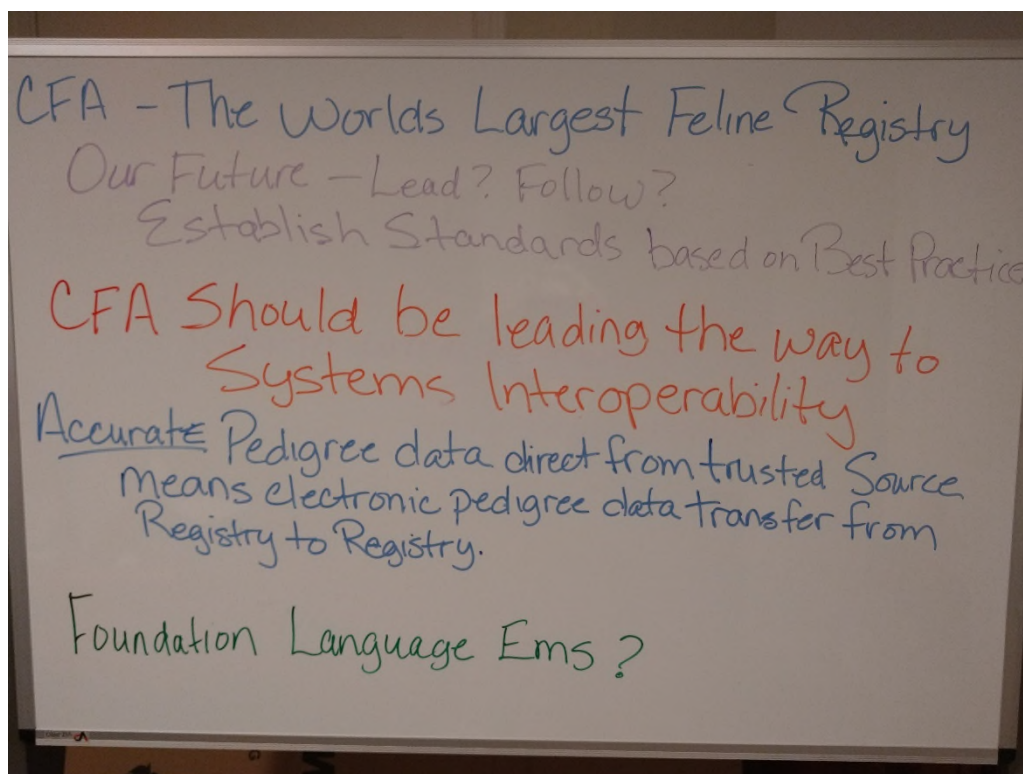 CFA - The Worlds Largest Feline Registry
Our Future - Lead? Follow?
Establish Standards based on Best Practice
CFA Should be leading the way to
Systems Interoperability
Accurate Pedigree data direct from trusted Source
means electronic pedigree data transfer from
Registry to Registry.
Foundation Language Ems?